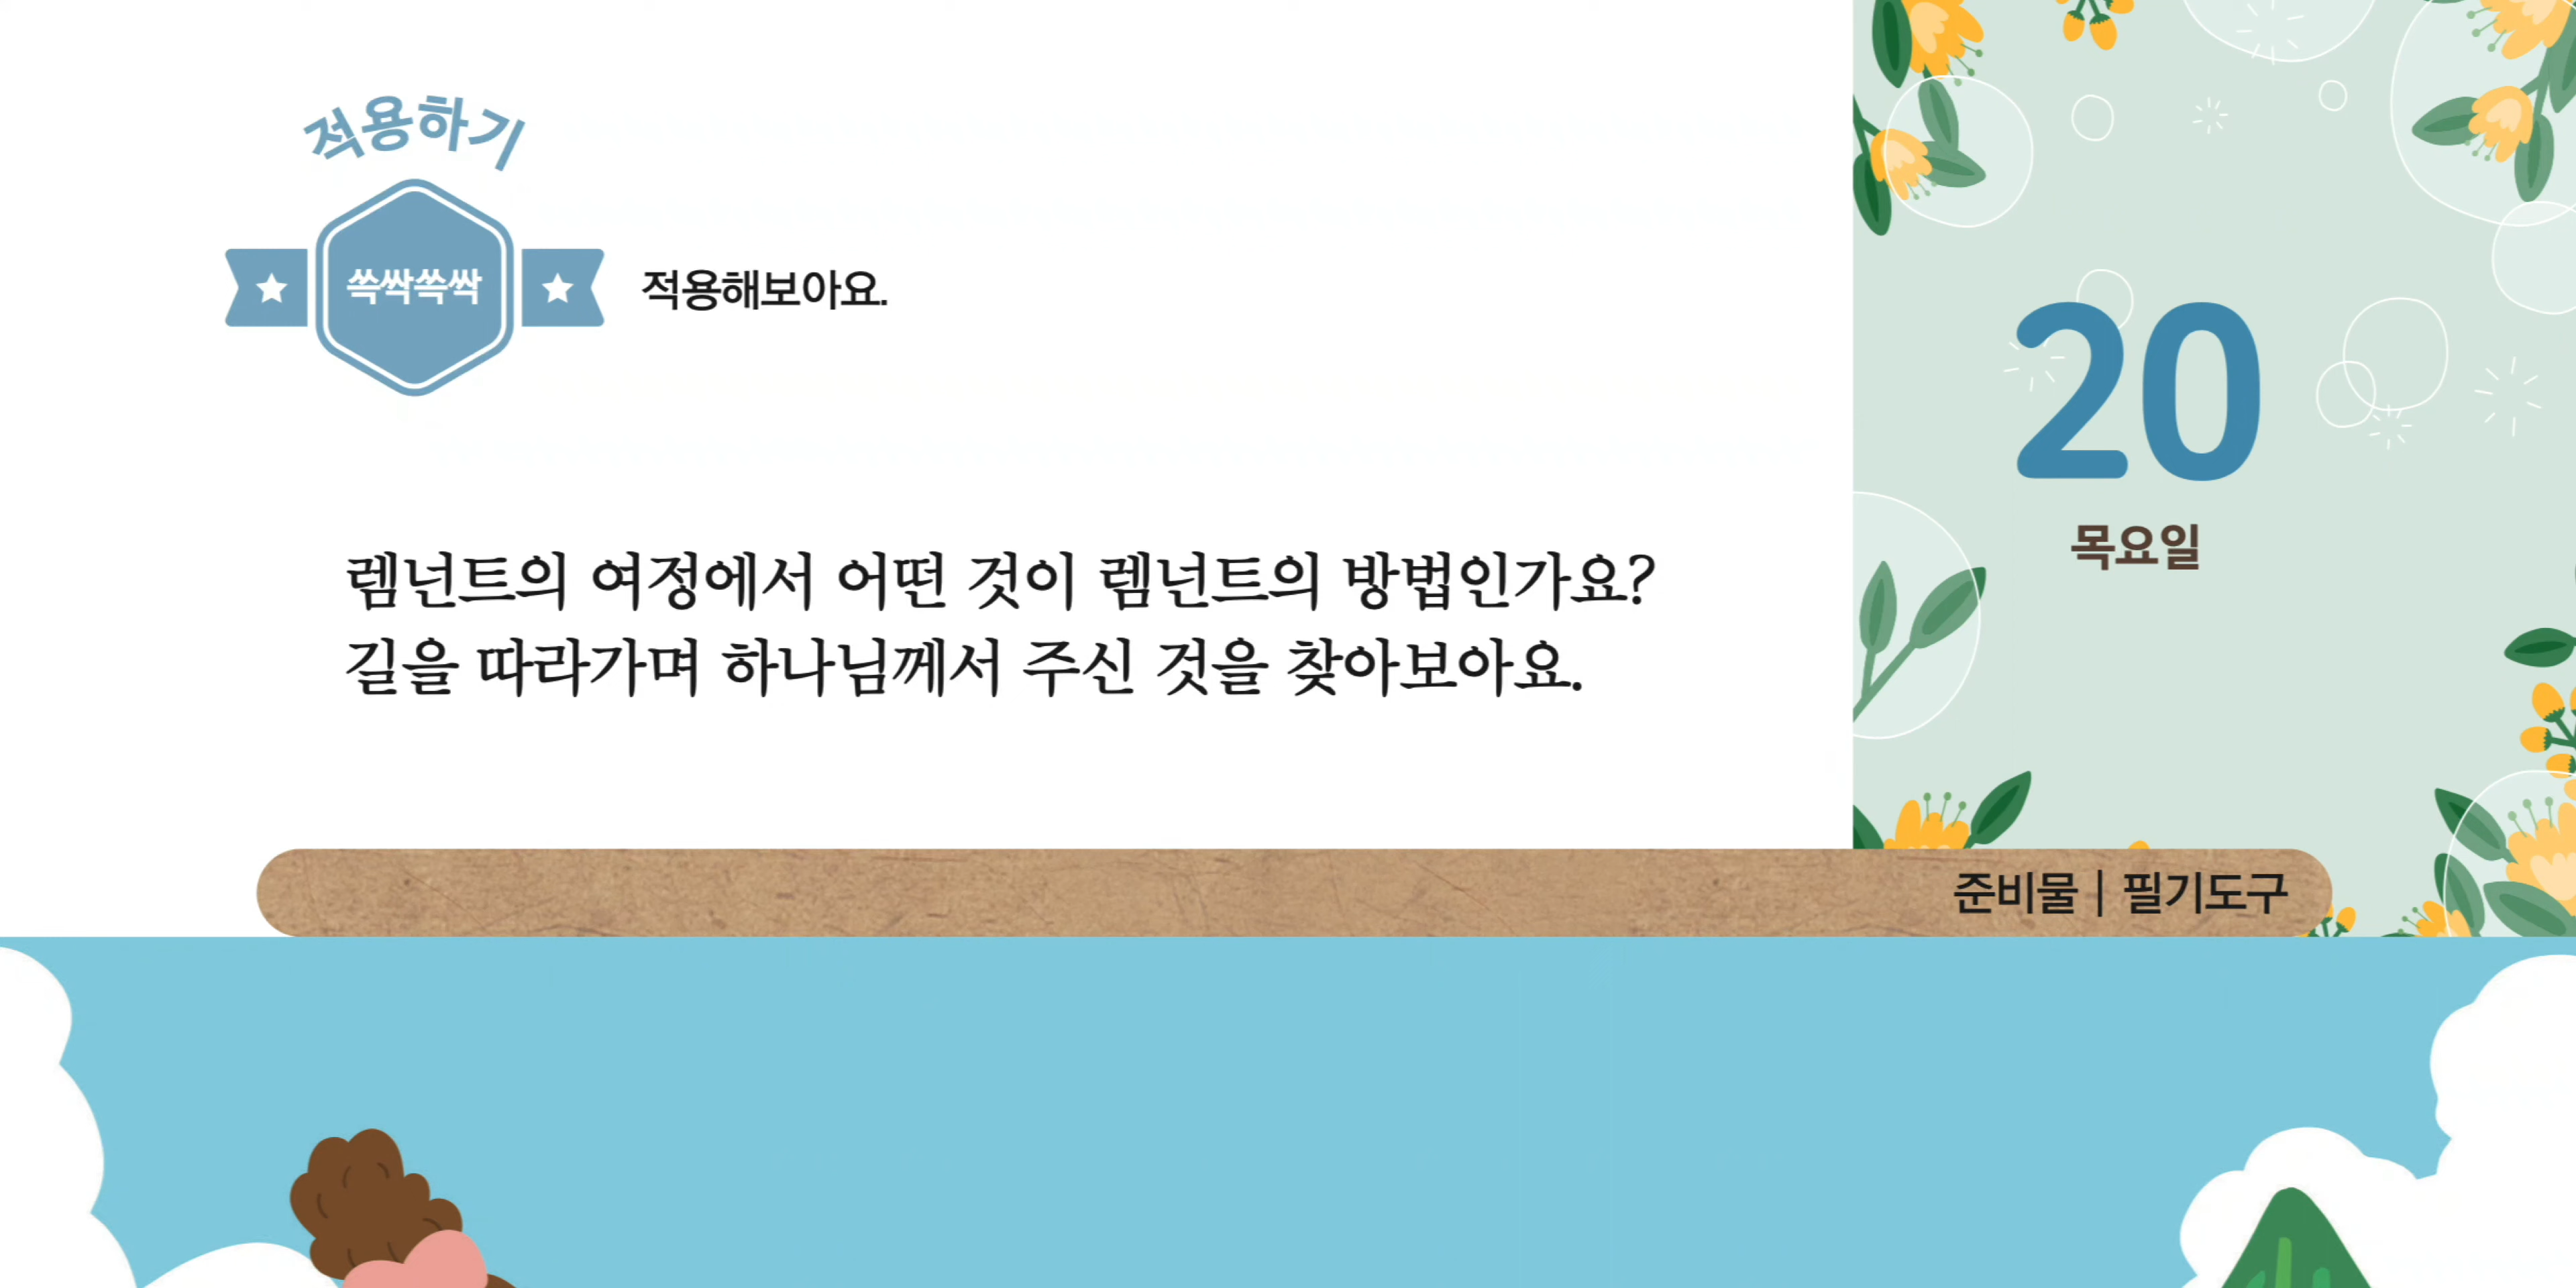 적용하기
쓱싹쓱싹
적용해보아요.
20
목요일
렘넌트의 여정에서 어떤 것이 렘넌트의 방법인가요?
길을 따라가며 하나님께서 주신 것을 찾아보아요.
준비물 | 필기도구